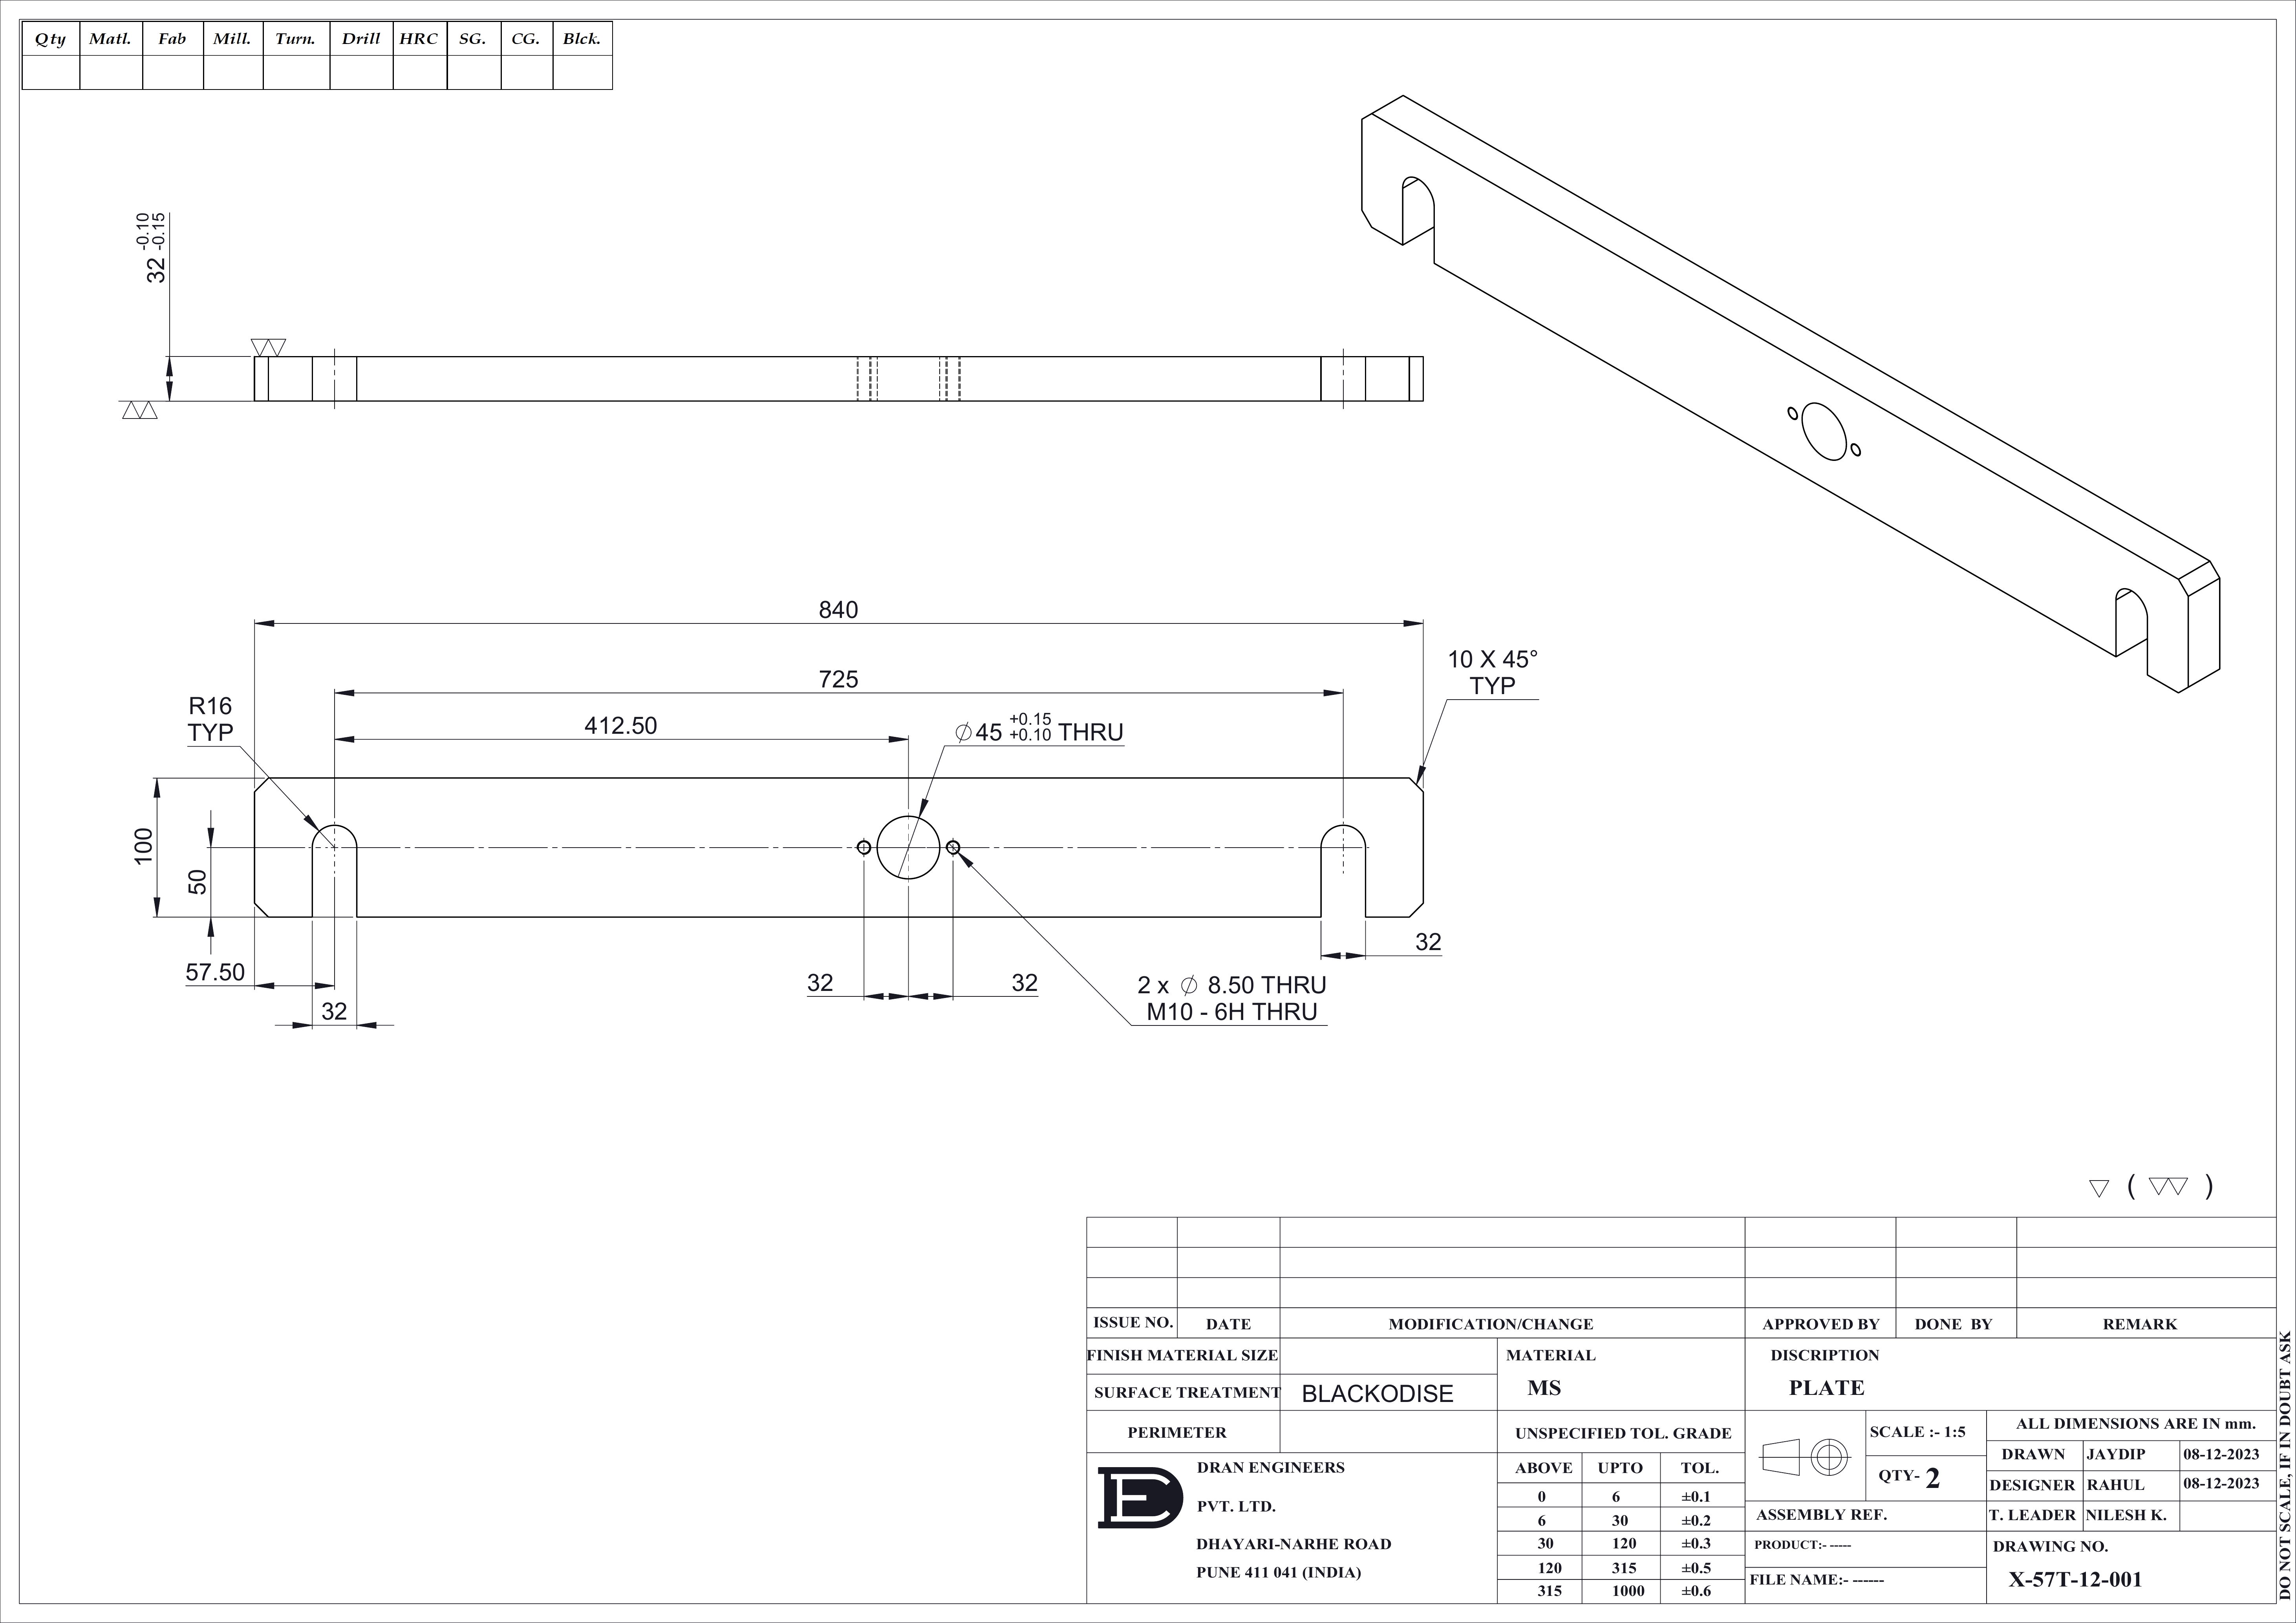 Qty Matl. Fab Mill. Turn. Drill HRC SG. CG. Blck.
32 -0.10 -0.15
840
725
412.50
R16
TYP
⌀45 +0.15 +0.10 THRU
10 X 45°
TYP
100
50
57.50
32
32
32
32
2 x ⌀ 8.50 THRU
M10 - 6H THRU
( )
ISSUE NO. DATE MODIFICATION/CHANGE APPROVED BY DONE BY REMARK
FINISH MATERIAL SIZE
SURFACE TREATMENT BLACKODISE
PERIMETER
MATERIAL
MS
DISCRIPTION
PLATE
UNSPECIFIED TOL. GRADE
ABOVE UPTO TOL.
0 6 ±0.1
6 30 ±0.2
30 120 ±0.3
120 315 ±0.5
315 1000 ±0.6
DE
DRAN ENGINEERS
PVT. LTD.
DHAYARI-NARHE ROAD
PUNE 411 041 (INDIA)
SCALE :- 1:5
QTY- 2
ALL DIMENSIONS ARE IN mm.
DRAWN JAYDIP 08-12-2023
DESIGNER RAHUL 08-12-2023
T. LEADER NILESH K.
ASSEMBLY REF.
PRODUCT:- -----
FILE NAME:- ------
DRAWING NO.
X-57T-12-001
DO NOT SCALE, IF IN DOUBT ASK